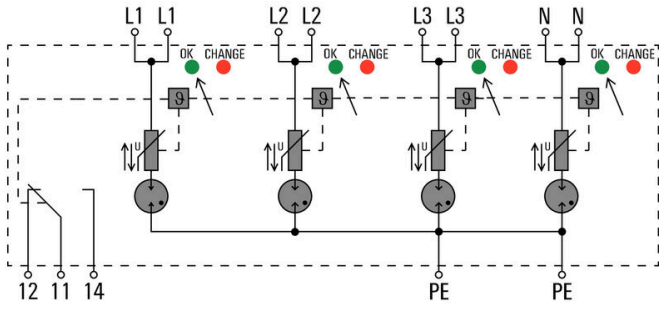 L1 L1 L2 L2 L3 L3 N N
OK CHANGE OK CHANGE OK CHANGE OK CHANGE
ϑ ϑ ϑ ϑ
U U U U
12 11 14 PE PE